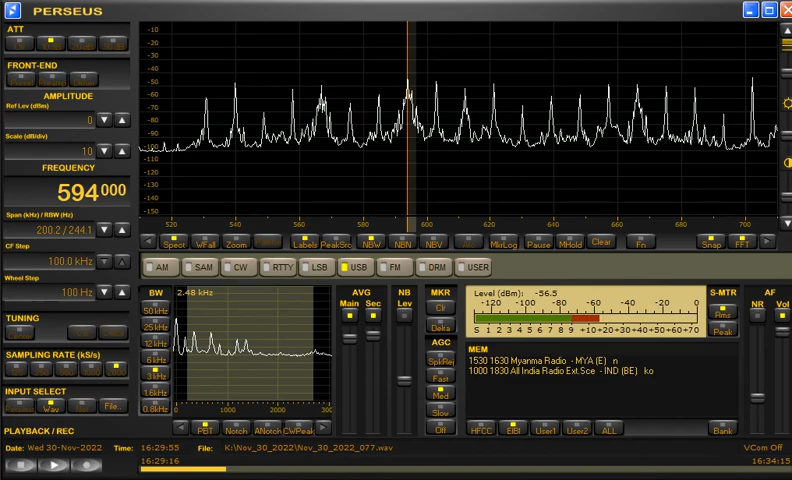 PERSEUS
ATT
FRONT-END
AMPLITUDE
Ref Lev (dBm)
0
Scale (dB/div)
10
FREQUENCY
594000
Span (kHz) / RBW (Hz)
200.2 / 244.1
CF Step
100.0 kHz
Wheel Step
100 Hz
TUNING
SAMPLING RATE (kS/s)
INPUT SELECT
Wav
File..
PLAYBACK / REC
-10
-20
-30
-40
-50
-60
-70
-80
-90
-100
-110
-120
-130
-140
-150
520 540 560 580 600 620 640 660 680 700
Spect WFall Zoom Labels PeakSrc NBW NBN NBV MkrLog Pause MHold Clear Fn Snap FFT
AM SAM CW RTTY LSB USB FM DRM USER
BW
50kHz
25kHz
12kHz
6 kHz
3 kHz
1.6kHz
0.8kHz
2.48 kHz
0 1000 2000 300
PBT Notch ANotch CWPeak
AVG
Main Sec
NB
Lev
MKR
Clr
Delta
AGC
SpkRej
Fast
Med
Slow
Off
Level (dBm): -56.5
-120 -100 -80 -60 -40 -20 0
S 1 2 3 4 5 6 7 8 9 +10 +20 +30 +40 +50 +60 +70
S-MTR
Rms
Peak
AF
NR Vol
MEM
1530 1630 Myanma Radio - MYA (E) n
1000 1830 All India Radio Ext.Sce - IND (BE) ko
HFCC EIBI User1 User2 ALL Bank
Date: Wed 30-Nov-2022 Time: 16:29:55 File: K:\Nov_30_2022\Nov_30_2022_077.wav VCom Off
16:29:16 16:34:15